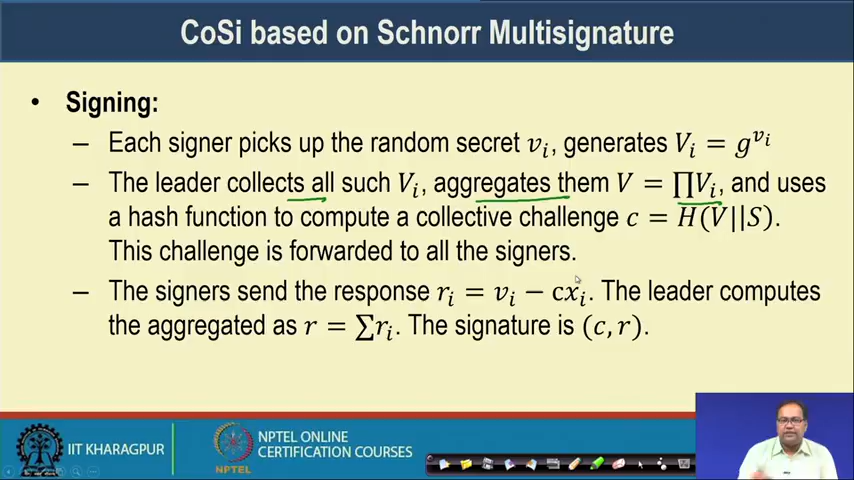 CoSi based on Schnorr Multisignature
• Signing:
– Each signer picks up the random secret 𝑣ᵢ, generates 𝑉ᵢ = 𝑔^𝑣ᵢ
– The leader collects all such 𝑉ᵢ, aggregates them 𝑉 = ∏𝑉ᵢ, and uses
a hash function to compute a collective challenge 𝑐 = 𝐻(𝑉||𝑆).
This challenge is forwarded to all the signers.
– The signers send the response 𝑟ᵢ = 𝑣ᵢ − c𝑥ᵢ. The leader computes
the aggregated as 𝑟 = ∑𝑟ᵢ. The signature is (𝑐, 𝑟).
IIT KHARAGPUR
NPTEL
NPTEL ONLINE
CERTIFICATION COURSES